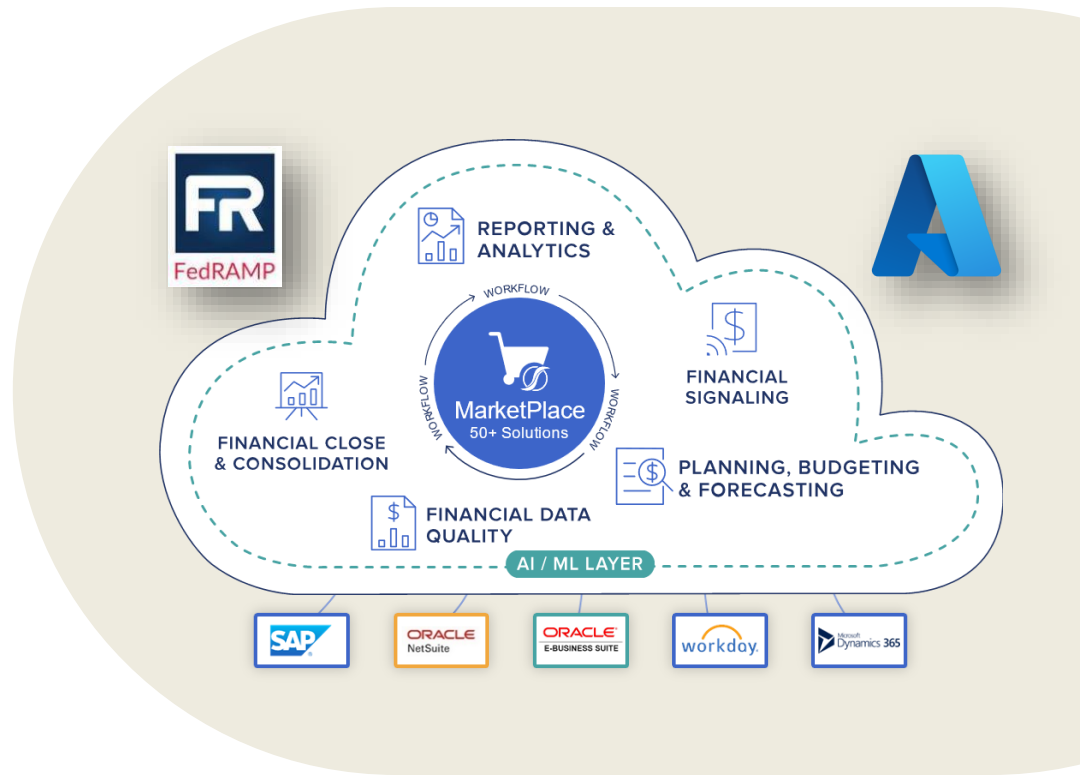 FR
FedRAMP
REPORTING &
ANALYTICS
WORKFLOW
WORKFLOW
WORKFLOW
MarketPlace
50+ Solutions
FINANCIAL
SIGNALING
FINANCIAL CLOSE
& CONSOLIDATION
PLANNING, BUDGETING
& FORECASTING
FINANCIAL DATA
QUALITY
AI / ML LAYER
SAP®
ORACLE
NetSuite
ORACLE®
E-BUSINESS SUITE
workday.
Microsoft
Dynamics 365